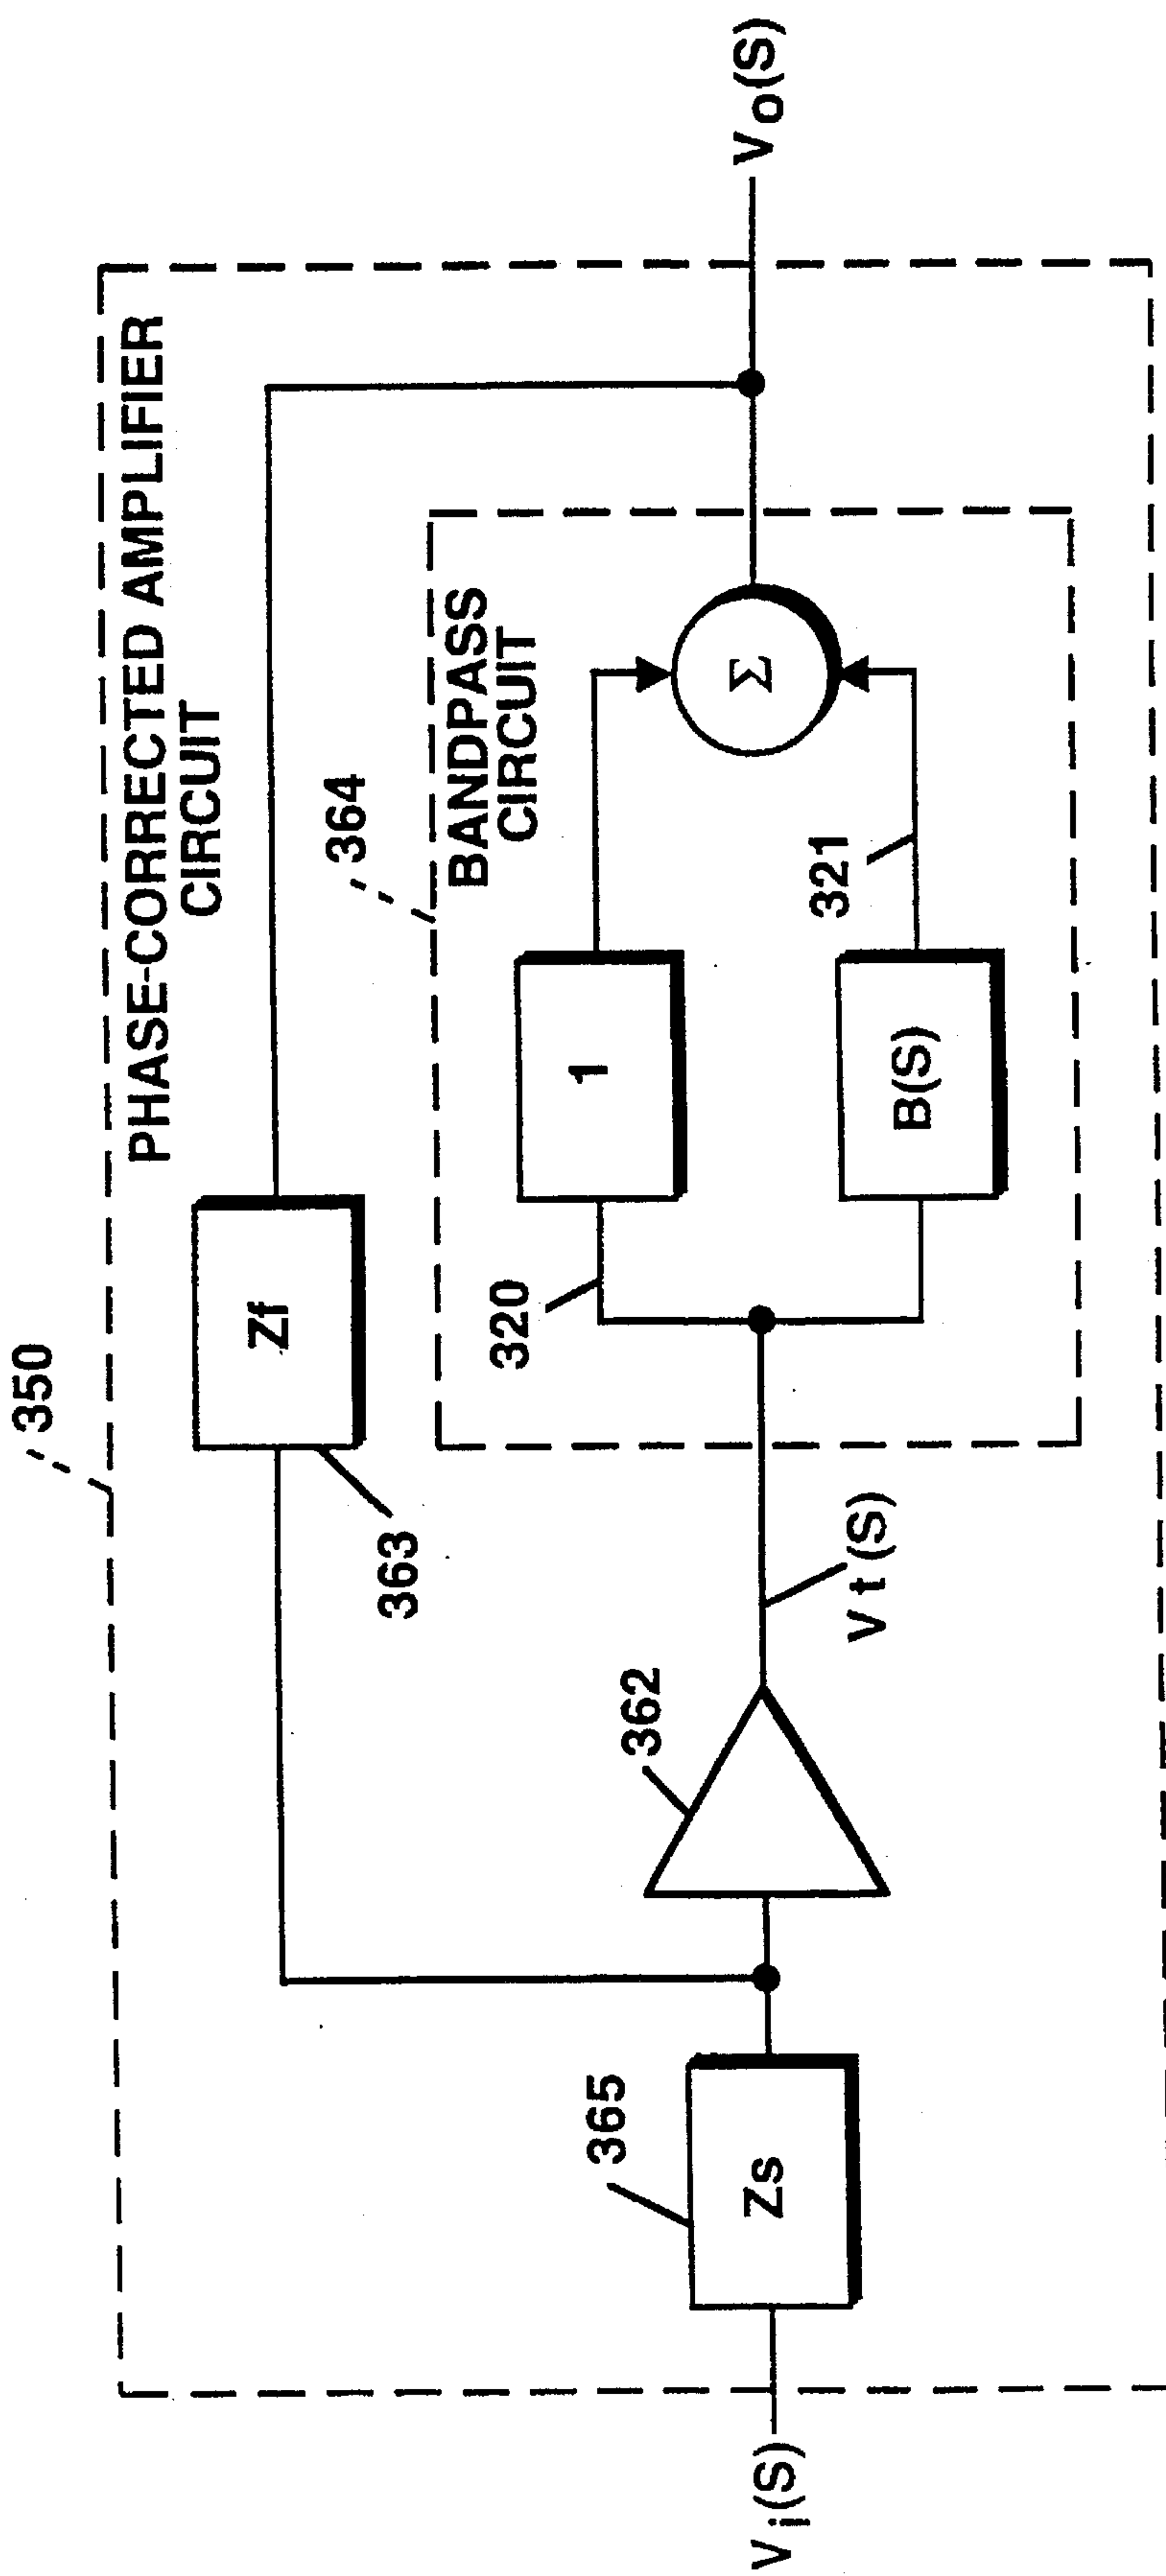 350
PHASE-CORRECTED AMPLIFIER
CIRCUIT
Zf
363
364
BANDPASS
CIRCUIT
320
1
321
B(S)
Σ
362
Vt(S)
365
Zs
Vi(S)
Vo(S)